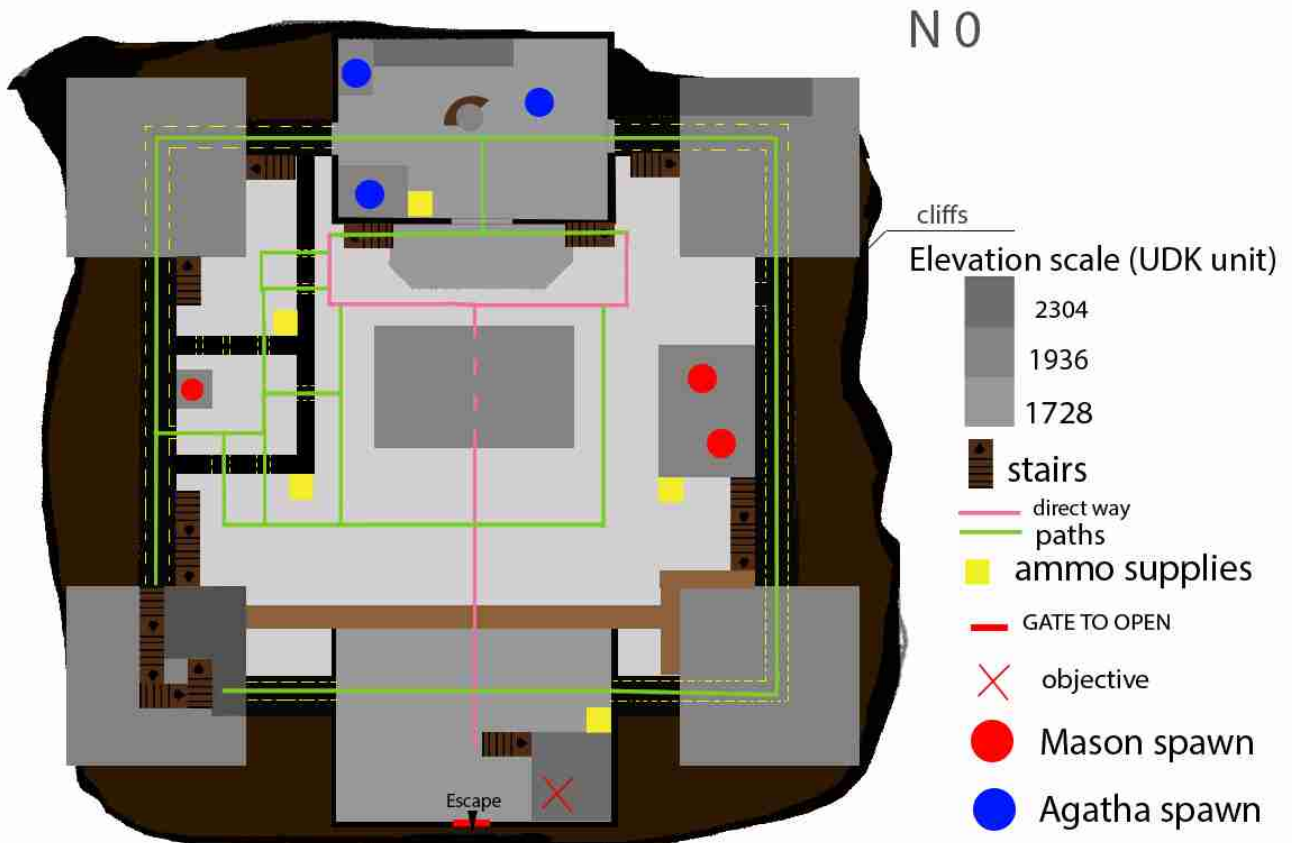 N 0
cliffs
Elevation scale (UDK unit)
2304
1936
1728
stairs
direct way
paths
ammo supplies
GATE TO OPEN
objective
Mason spawn
Agatha spawn
Escape